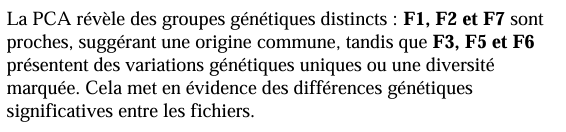 La PCA révèle des groupes génétiques distincts : F1, F2 et F7 sont
proches, suggérant une origine commune, tandis que F3, F5 et F6
présentent des variations génétiques uniques ou une diversité
marquée. Cela met en évidence des différences génétiques
significatives entre les fichiers.